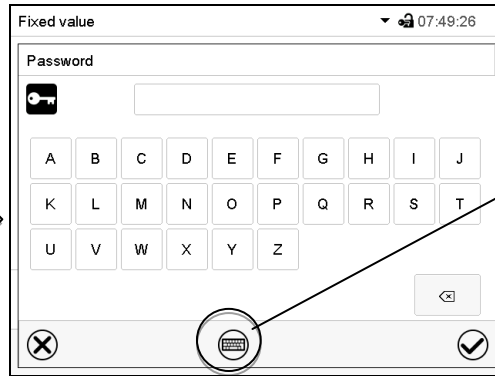 Fixed value 07:49:26
Password
A B C D E F G H I J
K L M N O P Q R S T
U V W X Y Z